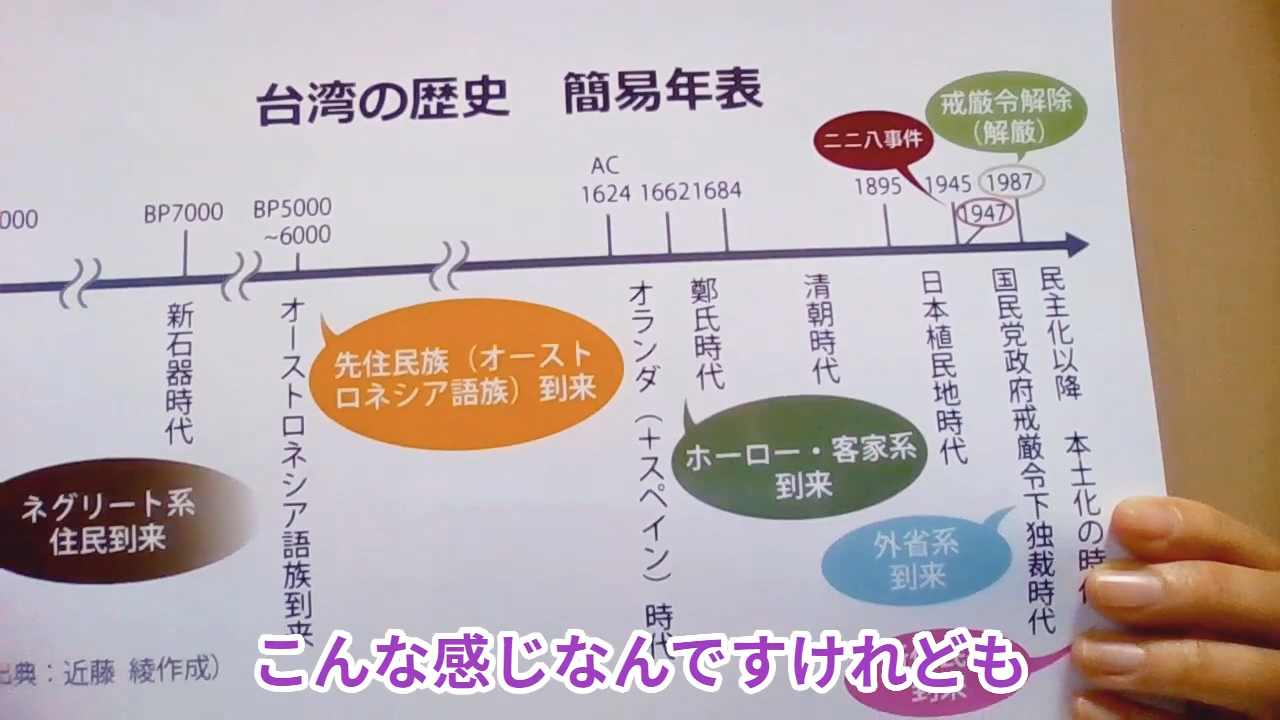 台湾の歴史 簡易年表
戒厳令解除
（解厳）
二二八事件
AC
1624 1662 1684
1895 1945 1987
1947
000
BP7000
BP5000
~6000
新石器時代
オーストロネシア語族到来
先住民族（オースト
ロネシア語族）到来
オランダ（＋スペイン）時代
鄭氏時代
清朝時代
日本植民地時代
国民党政府戒厳令下独裁時代
民主化以降 本土化の時代
ネグリート系
住民到来
ホーロー・客家系
到来
外省系
到来
到来
出典：近藤 綾作成）
こんな感じなんですけれども